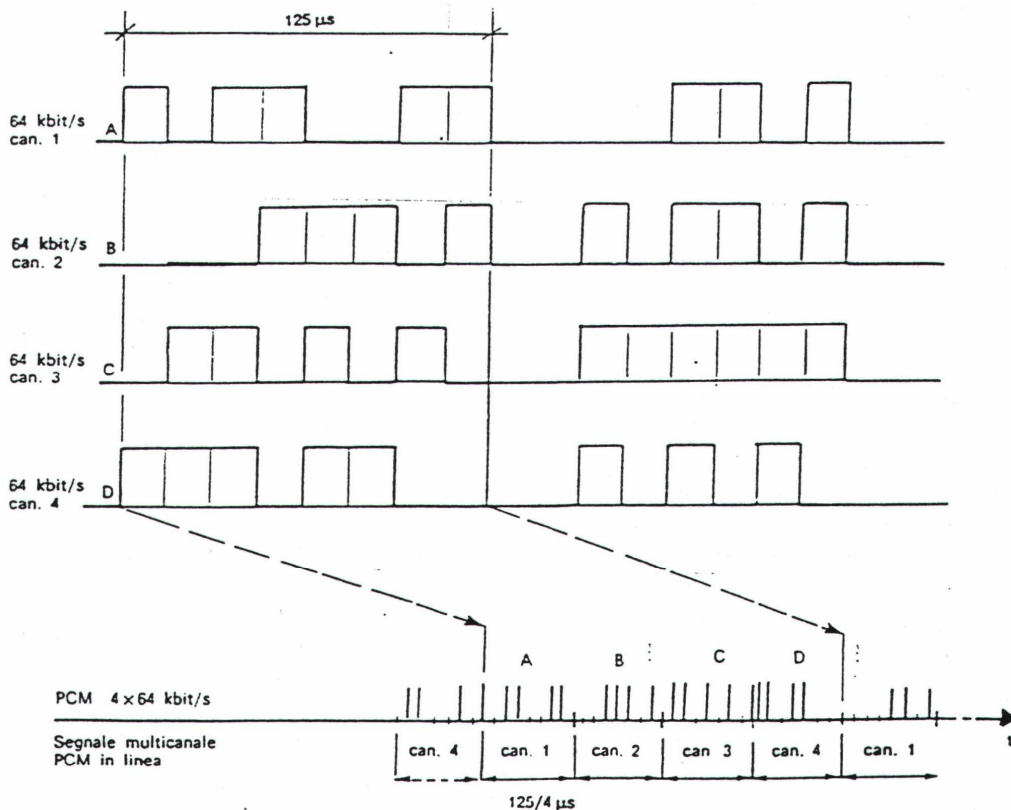 125 μs
64 kbit/s
can. 1
A
64 kbit/s
can. 2
B
64 kbit/s
can. 3
C
64 kbit/s
can. 4
D
A B C D
PCM 4×64 kbit/s
t
Segnale multicanale
PCM in linea
can. 4 can. 1 can. 2 can. 3 can. 4 can. 1
125/4 μs